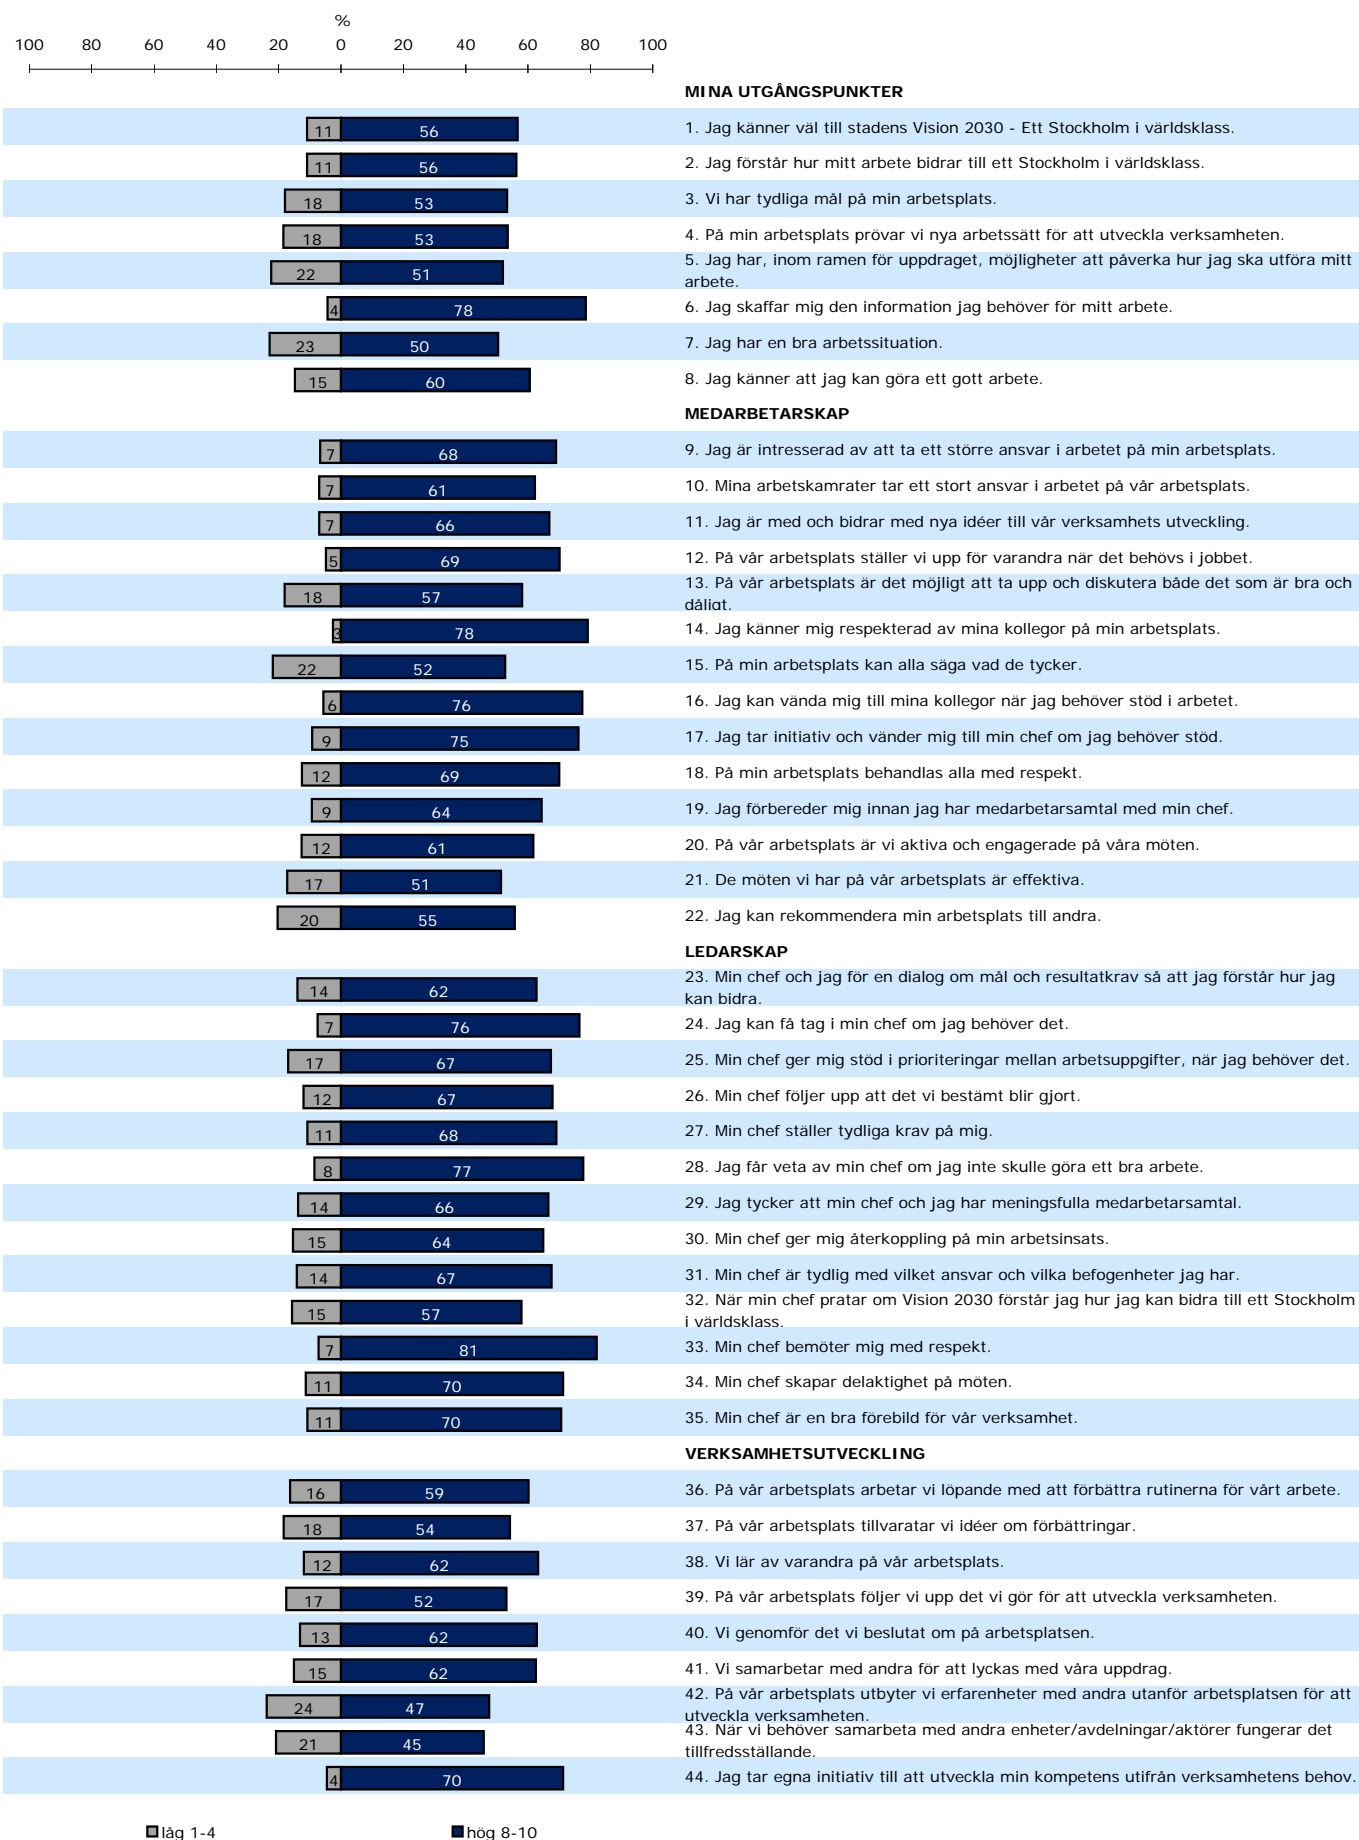 %
100 80 60 40 20 0 20 40 60 80 100
MINA UTGÅNGSPUNKTER
11 56 1. Jag känner väl till stadens Vision 2030 - Ett Stockholm i världsklass.
11 56 2. Jag förstår hur mitt arbete bidrar till ett Stockholm i världsklass.
18 53 3. Vi har tydliga mål på min arbetsplats.
18 53 4. På min arbetsplats prövar vi nya arbetssätt för att utveckla verksamheten.
22 51 5. Jag har, inom ramen för uppdraget, möjligheter att påverka hur jag ska utföra mitt
arbete.
4 78 6. Jag skaffar mig den information jag behöver för mitt arbete.
23 50 7. Jag har en bra arbetssituation.
15 60 8. Jag känner att jag kan göra ett gott arbete.
MEDARBETARSKAP
7 68 9. Jag är intresserad av att ta ett större ansvar i arbetet på min arbetsplats.
7 61 10. Mina arbetskamrater tar ett stort ansvar i arbetet på vår arbetsplats.
7 66 11. Jag är med och bidrar med nya idéer till vår verksamhets utveckling.
5 69 12. På vår arbetsplats ställer vi upp för varandra när det behövs i jobbet.
18 57 13. På vår arbetsplats är det möjligt att ta upp och diskutera både det som är bra och
dåligt.
3 78 14. Jag känner mig respekterad av mina kollegor på min arbetsplats.
22 52 15. På min arbetsplats kan alla säga vad de tycker.
6 76 16. Jag kan vända mig till mina kollegor när jag behöver stöd i arbetet.
9 75 17. Jag tar initiativ och vänder mig till min chef om jag behöver stöd.
12 69 18. På min arbetsplats behandlas alla med respekt.
9 64 19. Jag förbereder mig innan jag har medarbetarsamtal med min chef.
12 61 20. På vår arbetsplats är vi aktiva och engagerade på våra möten.
17 51 21. De möten vi har på vår arbetsplats är effektiva.
20 55 22. Jag kan rekommendera min arbetsplats till andra.
LEDARSKAP
14 62 23. Min chef och jag för en dialog om mål och resultatkrav så att jag förstår hur jag
kan bidra.
7 76 24. Jag kan få tag i min chef om jag behöver det.
17 67 25. Min chef ger mig stöd i prioriteringar mellan arbetsuppgifter, när jag behöver det.
12 67 26. Min chef följer upp att det vi bestämt blir gjort.
11 68 27. Min chef ställer tydliga krav på mig.
8 77 28. Jag får veta av min chef om jag inte skulle göra ett bra arbete.
14 66 29. Jag tycker att min chef och jag har meningsfulla medarbetarsamtal.
15 64 30. Min chef ger mig återkoppling på min arbetsinsats.
14 67 31. Min chef är tydlig med vilket ansvar och vilka befogenheter jag har.
15 57 32. När min chef pratar om Vision 2030 förstår jag hur jag kan bidra till ett Stockholm
i världsklass.
7 81 33. Min chef bemöter mig med respekt.
11 70 34. Min chef skapar delaktighet på möten.
11 70 35. Min chef är en bra förebild för vår verksamhet.
VERKSAMHETSUTVECKLING
16 59 36. På vår arbetsplats arbetar vi löpande med att förbättra rutinerna för vårt arbete.
18 54 37. På vår arbetsplats tillvaratar vi idéer om förbättringar.
12 62 38. Vi lär av varandra på vår arbetsplats.
17 52 39. På vår arbetsplats följer vi upp det vi gör för att utveckla verksamheten.
13 62 40. Vi genomför det vi beslutat om på arbetsplatsen.
15 62 41. Vi samarbetar med andra för att lyckas med våra uppdrag.
24 47 42. På vår arbetsplats utbyter vi erfarenheter med andra utanför arbetsplatsen för att
utveckla verksamheten.
21 45 43. När vi behöver samarbeta med andra enheter/avdelningar/aktörer fungerar det
tillfredsställande.
4 70 44. Jag tar egna initiativ till att utveckla min kompetens utifrån verksamhetens behov.
låg 1-4 hög 8-10